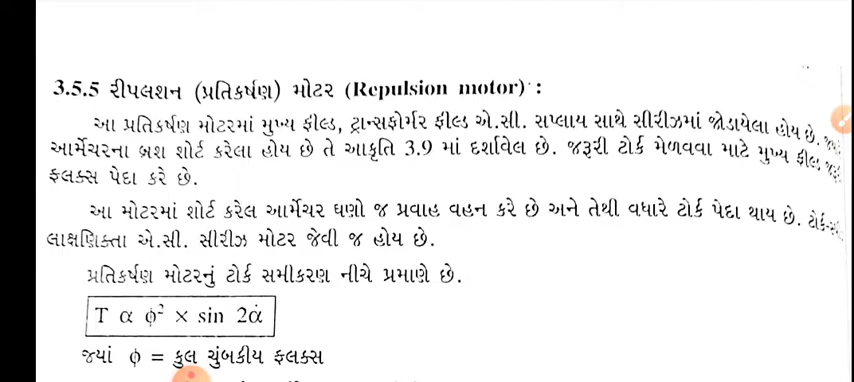 3.5.5 રીપલશન (પ્રતિકર્ષણ) મોટર (Repulsion motor) :
આ પ્રતિકર્ષણ મોટરમાં મુખ્ય ફીલ્ડ, ટ્રાન્સફોર્મર ફીલ્ડ એ.સી. સપ્લાય સાથે સીરીઝમાં જોડાયેલા હોય છે.
આર્મેચરના બ્રશ શોર્ટ કરેલા હોય છે તે આકૃતિ 3.9 માં દર્શાવેલ છે. જરૂરી ટોર્ક મેળવવા માટે મુખ્ય ફીલ્ડ જરૂરી
ફ્લક્સ પેદા કરે છે.
આ મોટરમાં શોર્ટ કરેલ આર્મેચર ઘણો જ પ્રવાહ વહન કરે છે અને તેથી વધારે ટોર્ક પેદા થાય છે.
લાક્ષણિક્તા એ.સી. સીરીઝ મોટર જેવી જ હોય છે.
પ્રતિકર્ષણ મોટરનું ટોર્ક સમીકરણ નીચે પ્રમાણે છે.
T α ϕ² × sin 2α
જ્યાં ϕ = કુલ ચુંબકીય ફ્લક્સ